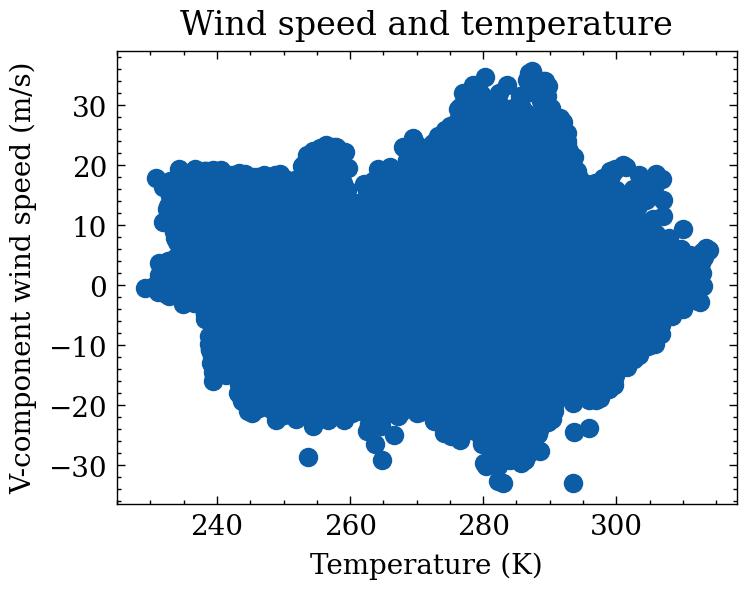 Wind speed and temperature
V-component wind speed (m/s)
30
20
10
0
−10
−20
−30
240 260 280 300
Temperature (K)